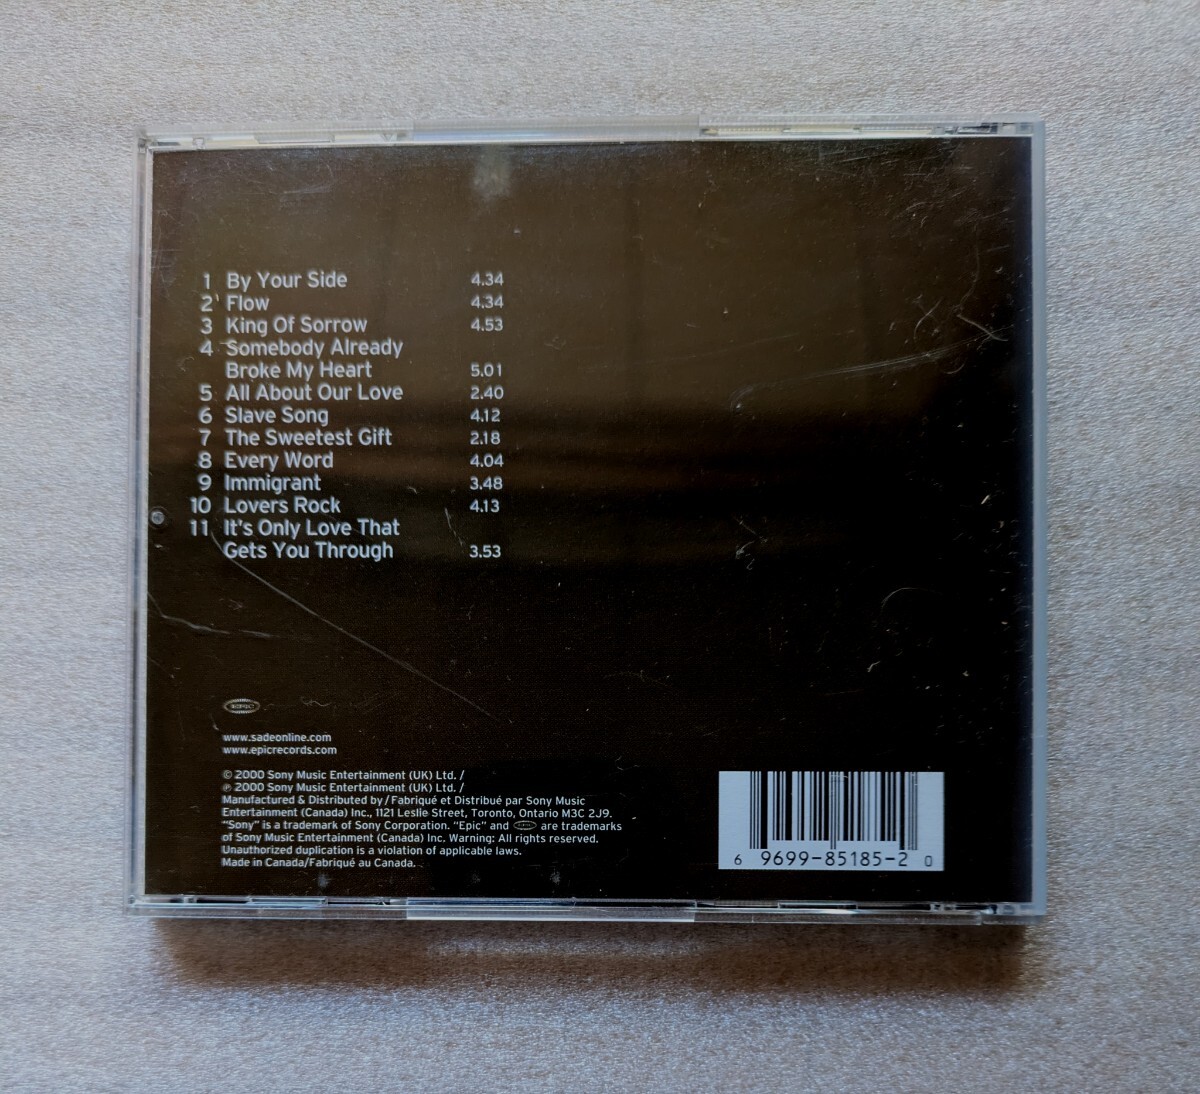 1 By Your Side 4.34
2 Flow 4.34
3 King Of Sorrow 4.53
4 Somebody Already
Broke My Heart 5.01
5 All About Our Love 2.40
6 Slave Song 4.12
7 The Sweetest Gift 2.18
8 Every Word 4.04
9 Immigrant 3.48
10 Lovers Rock 4.13
11 It's Only Love That
Gets You Through 3.53
epic
www.sadeonline.com
www.epicrecords.com
© 2000 Sony Music Entertainment (UK) Ltd. /
℗ 2000 Sony Music Entertainment (UK) Ltd. /
Manufactured & Distributed by/Fabriqué et Distribué par Sony Music
Entertainment (Canada) Inc., 1121 Leslie Street, Toronto, Ontario M3C 2J9.
"Sony" is a trademark of Sony Corporation. "Epic" and epic are trademarks
of Sony Music Entertainment (Canada) Inc. Warning: All rights reserved.
Unauthorized duplication is a violation of applicable laws.
Made in Canada/Fabriqué au Canada.
6 9699-85185-2 0